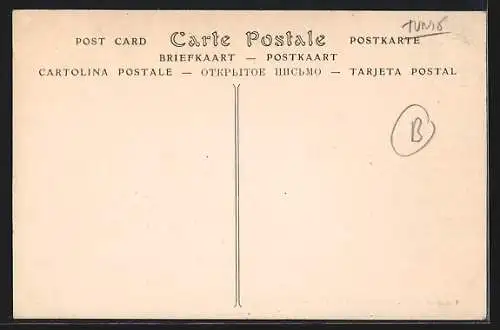 TUNIS
POST CARD Carte Postale POSTKARTE
BRIEFKAART — POSTKAART
CARTOLINA POSTALE — ОТКРЫТОЕ ПИСЬМО — TARJETA POSTAL
B